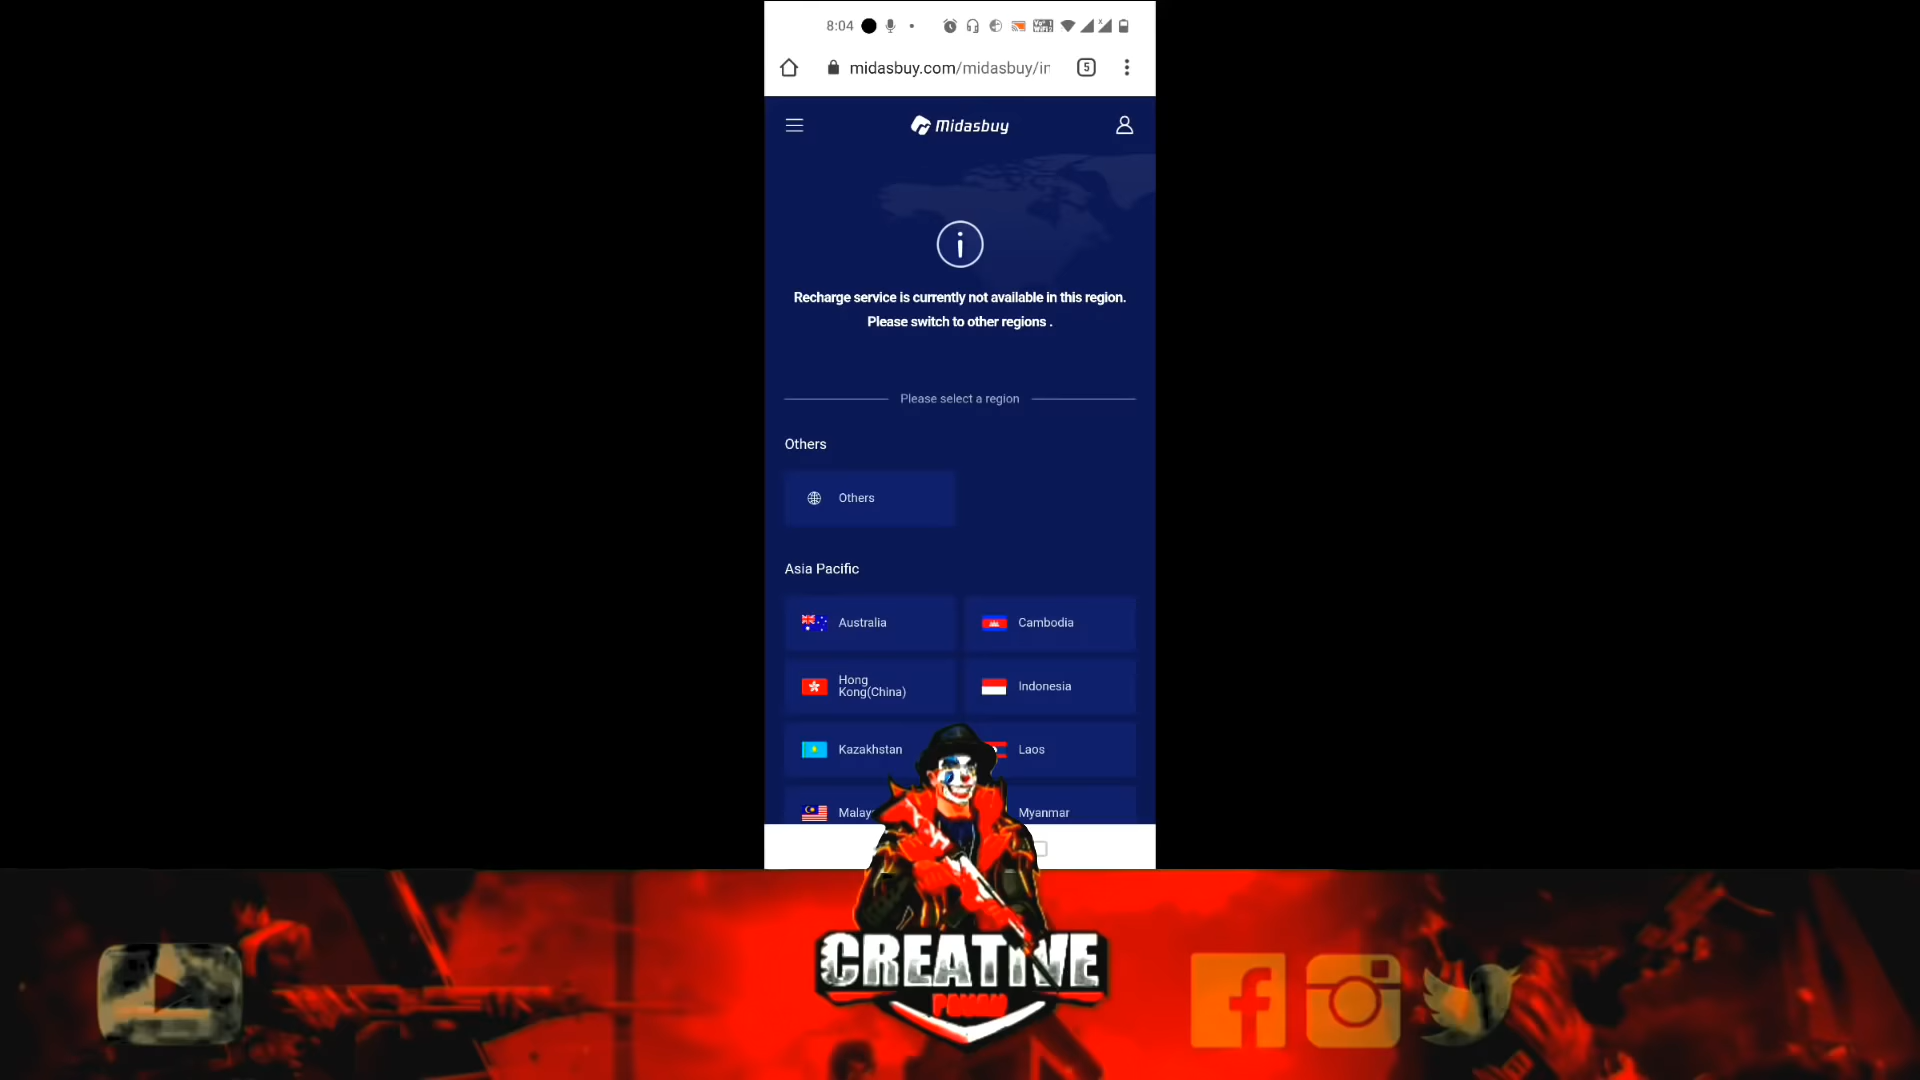 8:04
midasbuy.com/midasbuy/in
5
Midasbuy
Recharge service is currently not available in this region.
Please switch to other regions .
Please select a region
Others
Others
Asia Pacific
Australia
Cambodia
Hong
Kong(China)
Indonesia
Kazakhstan
Laos
Malay
Myanmar
CREATIVE